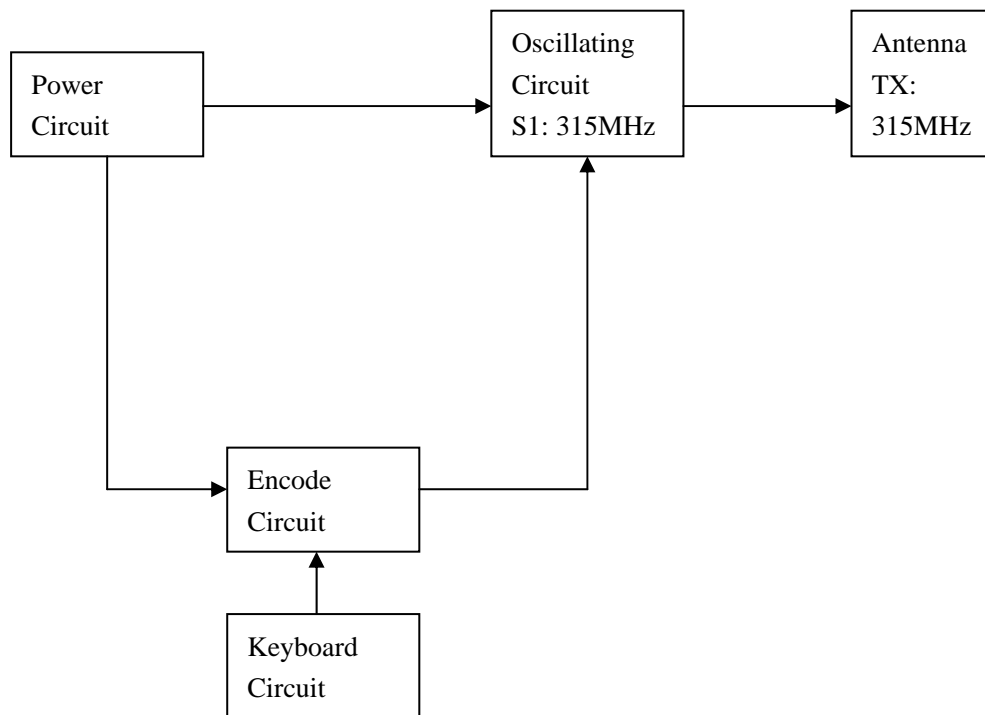 Power
Circuit
Oscillating
Circuit
S1: 315MHz
Antenna
TX:
315MHz
Encode
Circuit
Keyboard
Circuit